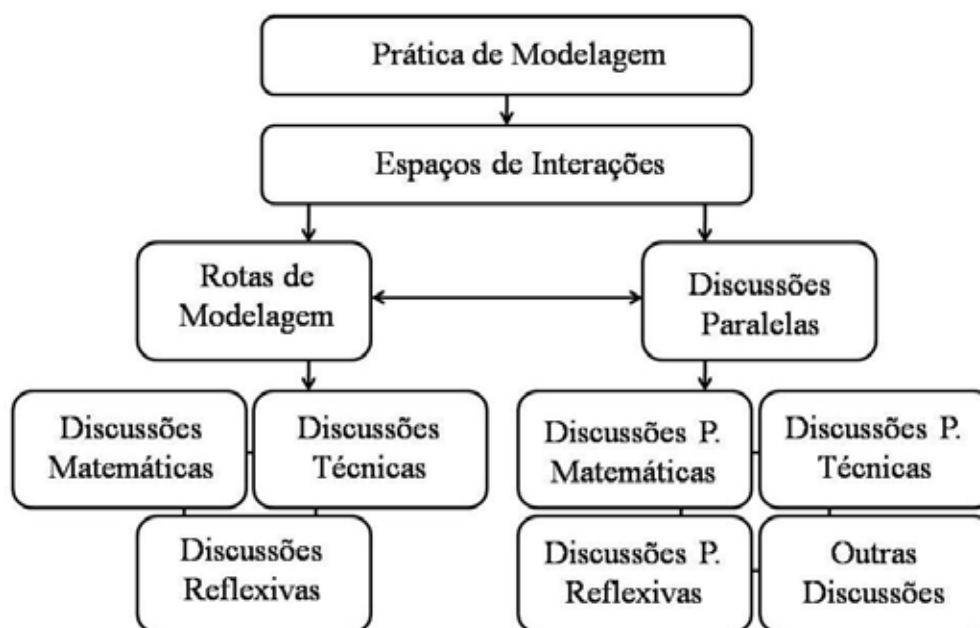 Prática de Modelagem
Espaços de Interações
Rotas de
Modelagem
Discussões
Paralelas
Discussões
Matemáticas
Discussões
Técnicas
Discussões
Reflexivas
Discussões P.
Matemáticas
Discussões P.
Técnicas
Discussões P.
Reflexivas
Outras
Discussões